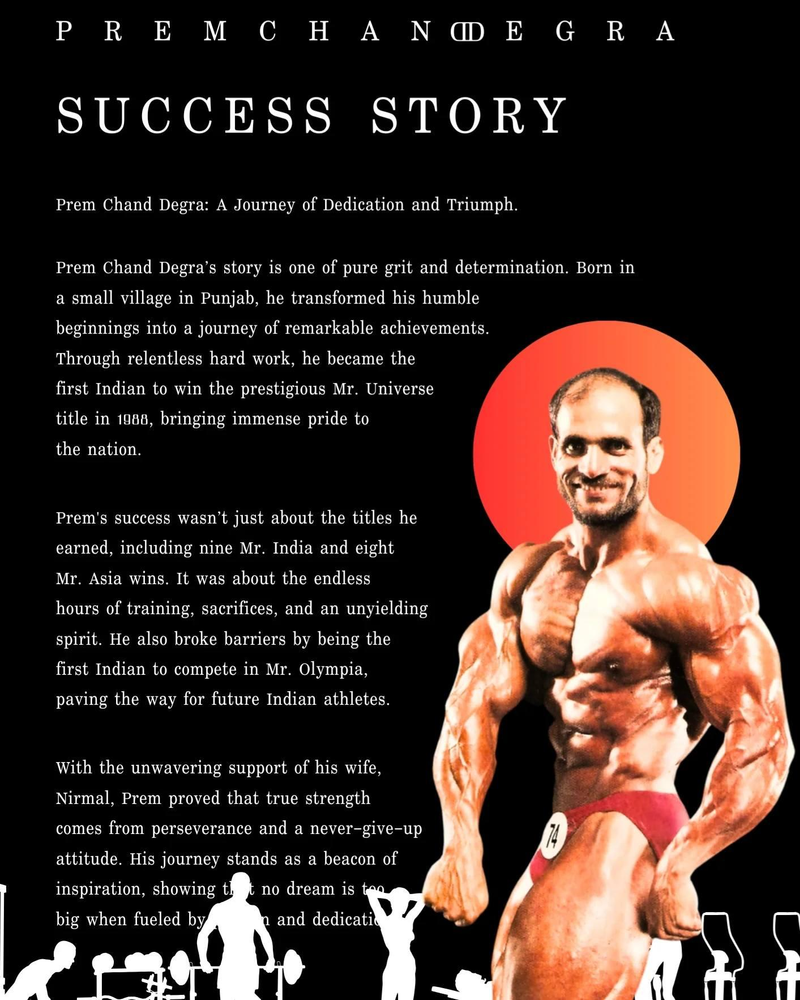 PREMCHANDDEGRA
SUCCESS STORY
Prem Chand Degra: A Journey of Dedication and Triumph.
Prem Chand Degra’s story is one of pure grit and determination. Born in
a small village in Punjab, he transformed his humble
beginnings into a journey of remarkable achievements.
Through relentless hard work, he became the
first Indian to win the prestigious Mr. Universe
title in 1988, bringing immense pride to
the nation.
Prem's success wasn’t just about the titles he
earned, including nine Mr. India and eight
Mr. Asia wins. It was about the endless
hours of training, sacrifices, and an unyielding
spirit. He also broke barriers by being the
first Indian to compete in Mr. Olympia,
paving the way for future Indian athletes.
With the unwavering support of his wife,
Nirmal, Prem proved that true strength
comes from perseverance and a never-give-up
attitude. His journey stands as a beacon of
inspiration, showing that no dream is too
big when fueled by and
74